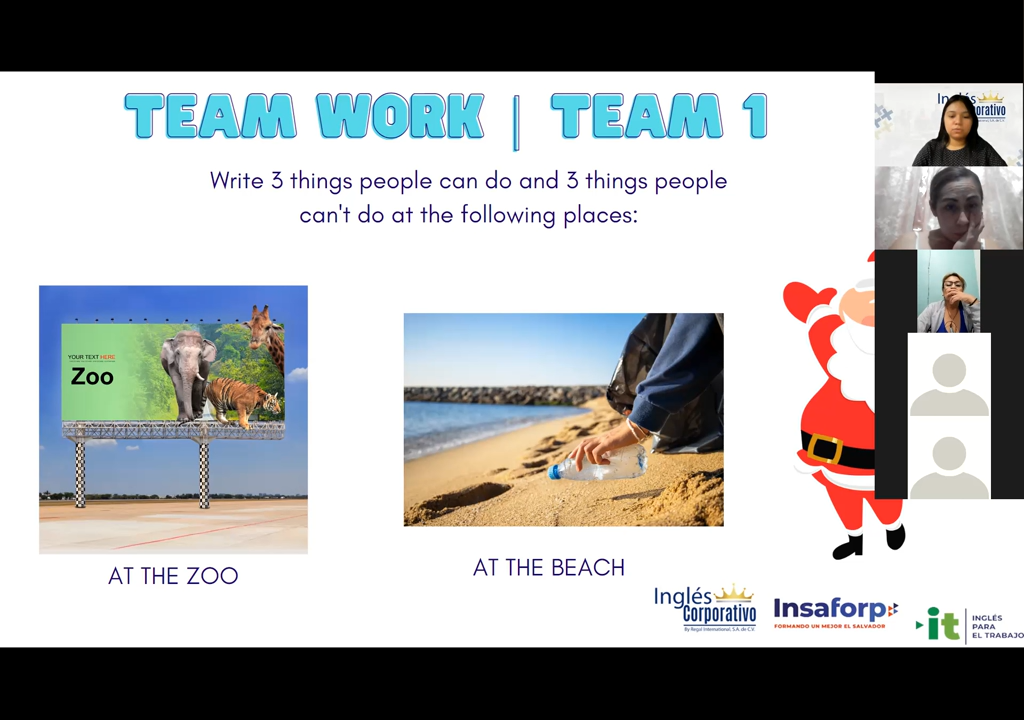 TEAM WORK | TEAM 1
Write 3 things people can do and 3 things people
can't do at the following places:
YOUR TEXT HERE
Zoo
AT THE ZOO
AT THE BEACH
Inglés
Corporativo
By Regal International, S.A. de C.V.
Insaforp
FORMANDO UN MEJOR EL SALVADOR
it
INGLÉS
PARA
EL TRABAJO
Inglés
orativo